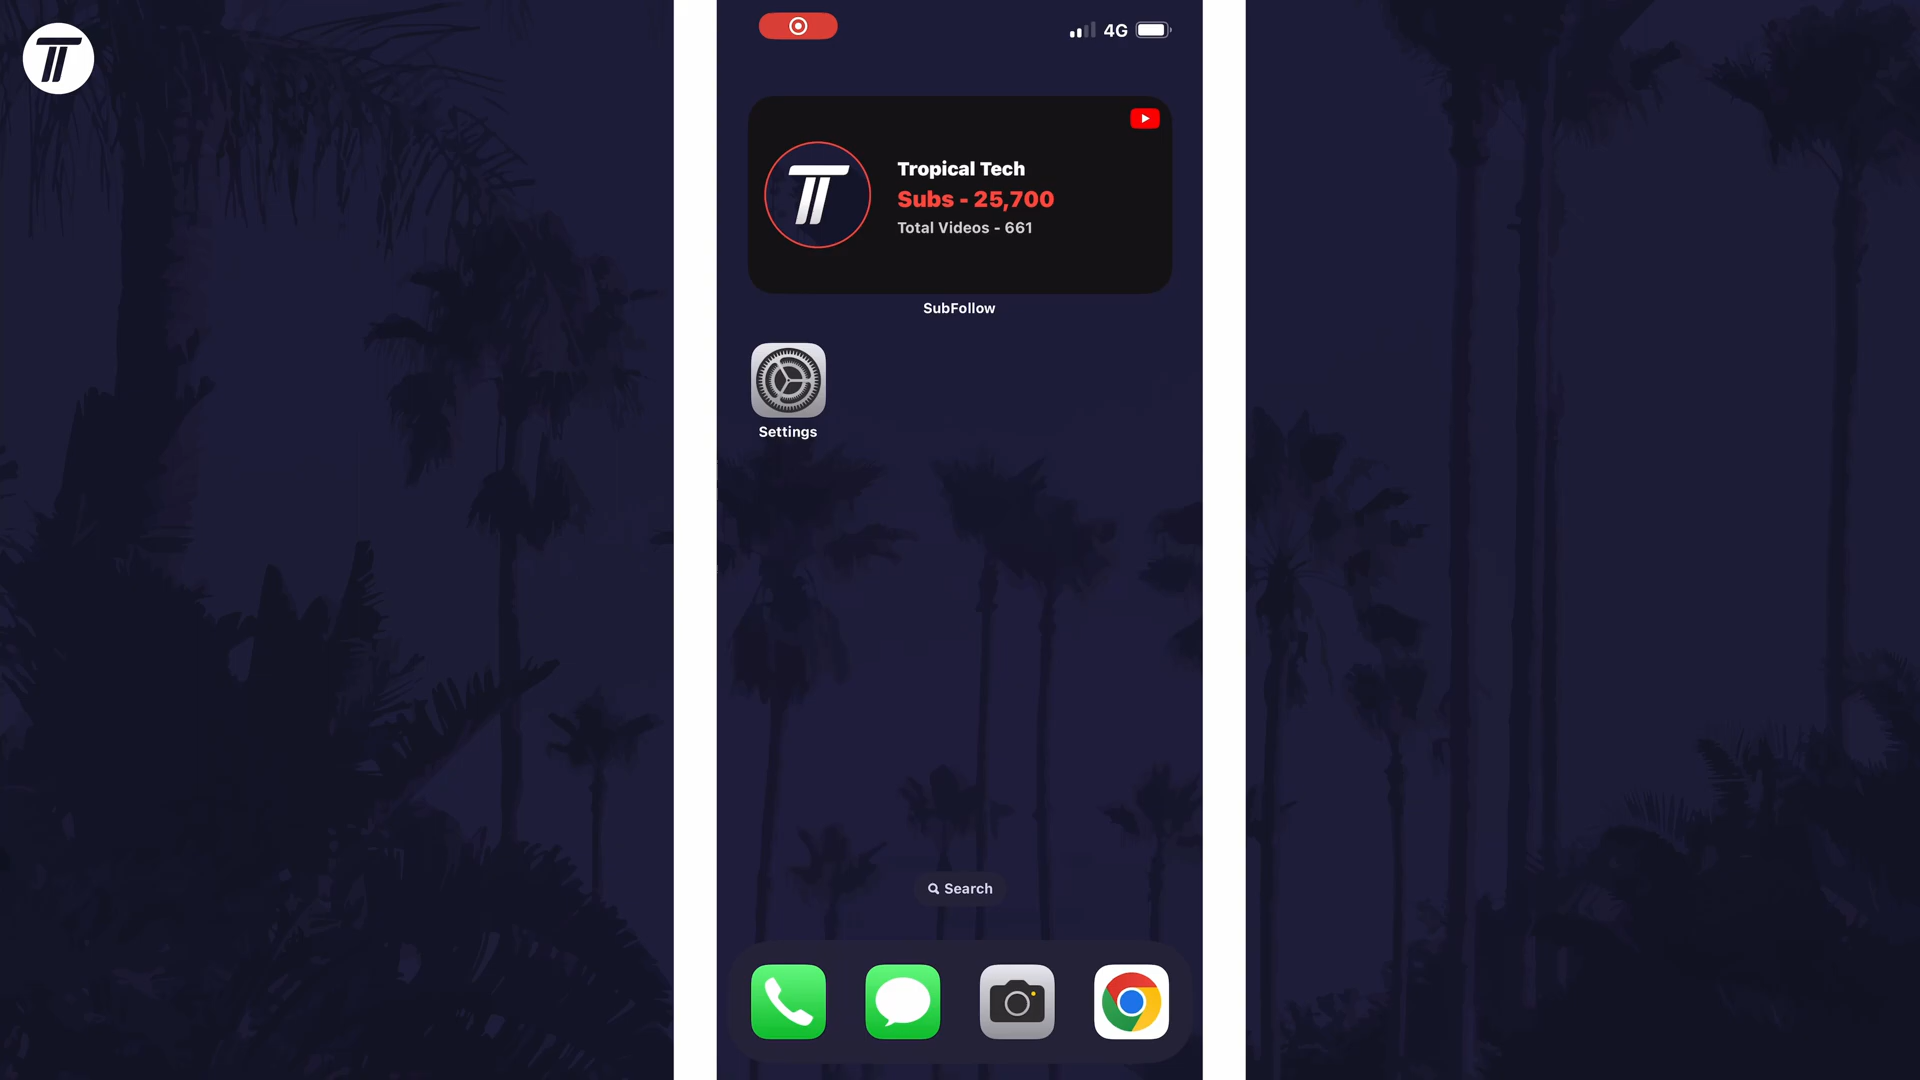 4G
Tropical Tech
Subs - 25,700
Total Videos - 661
SubFollow
Settings
Search